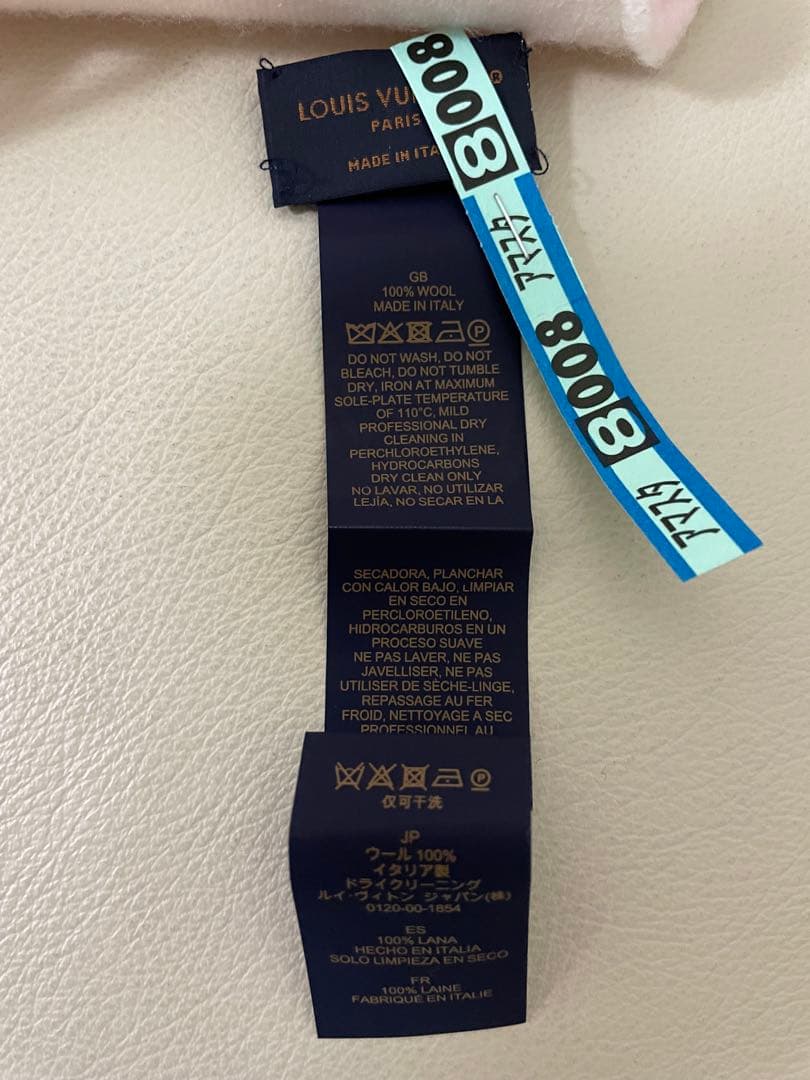 LOUIS
PARIS
MADE IN
8008
アマスタ
8008
アマスタ
GB
100% WOOL
MADE IN ITALY
DO NOT WASH, DO NOT
BLEACH, DO NOT TUMBLE
DRY, IRON AT MAXIMUM
SOLE-PLATE TEMPERATURE
OF 110°C, MILD
PROFESSIONAL DRY
CLEANING IN
PERCHLOROETHYLENE,
HYDROCARBONS
DRY CLEAN ONLY
NO LAVAR, NO UTILIZAR
LEJÍA, NO SECAR EN LA
SECADORA, PLANCHAR
CON CALOR BAJO, LIMPIAR
EN SECO EN
PERCLOROETILENO,
HIDROCARBUROS EN UN
PROCESO SUAVE
NE PAS LAVER, NE PAS
JAVELLISER, NE PAS
UTILISER DE SÈCHE-LINGE,
REPASSAGE AU FER
FROID, NETTOYAGE A SEC
PROFESSIONNEL AU
仅可干洗
JP
ウール 100%
イタリア製
ドライクリーニング
ルイ·ヴィトン ジャパン(株)
0120-00-1854
ES
100% LANA
HECHO EN ITALIA
SOLO LIMPIEZA EN SECO
FR
100% LAINE
FABRIQUÉ EN ITALIE